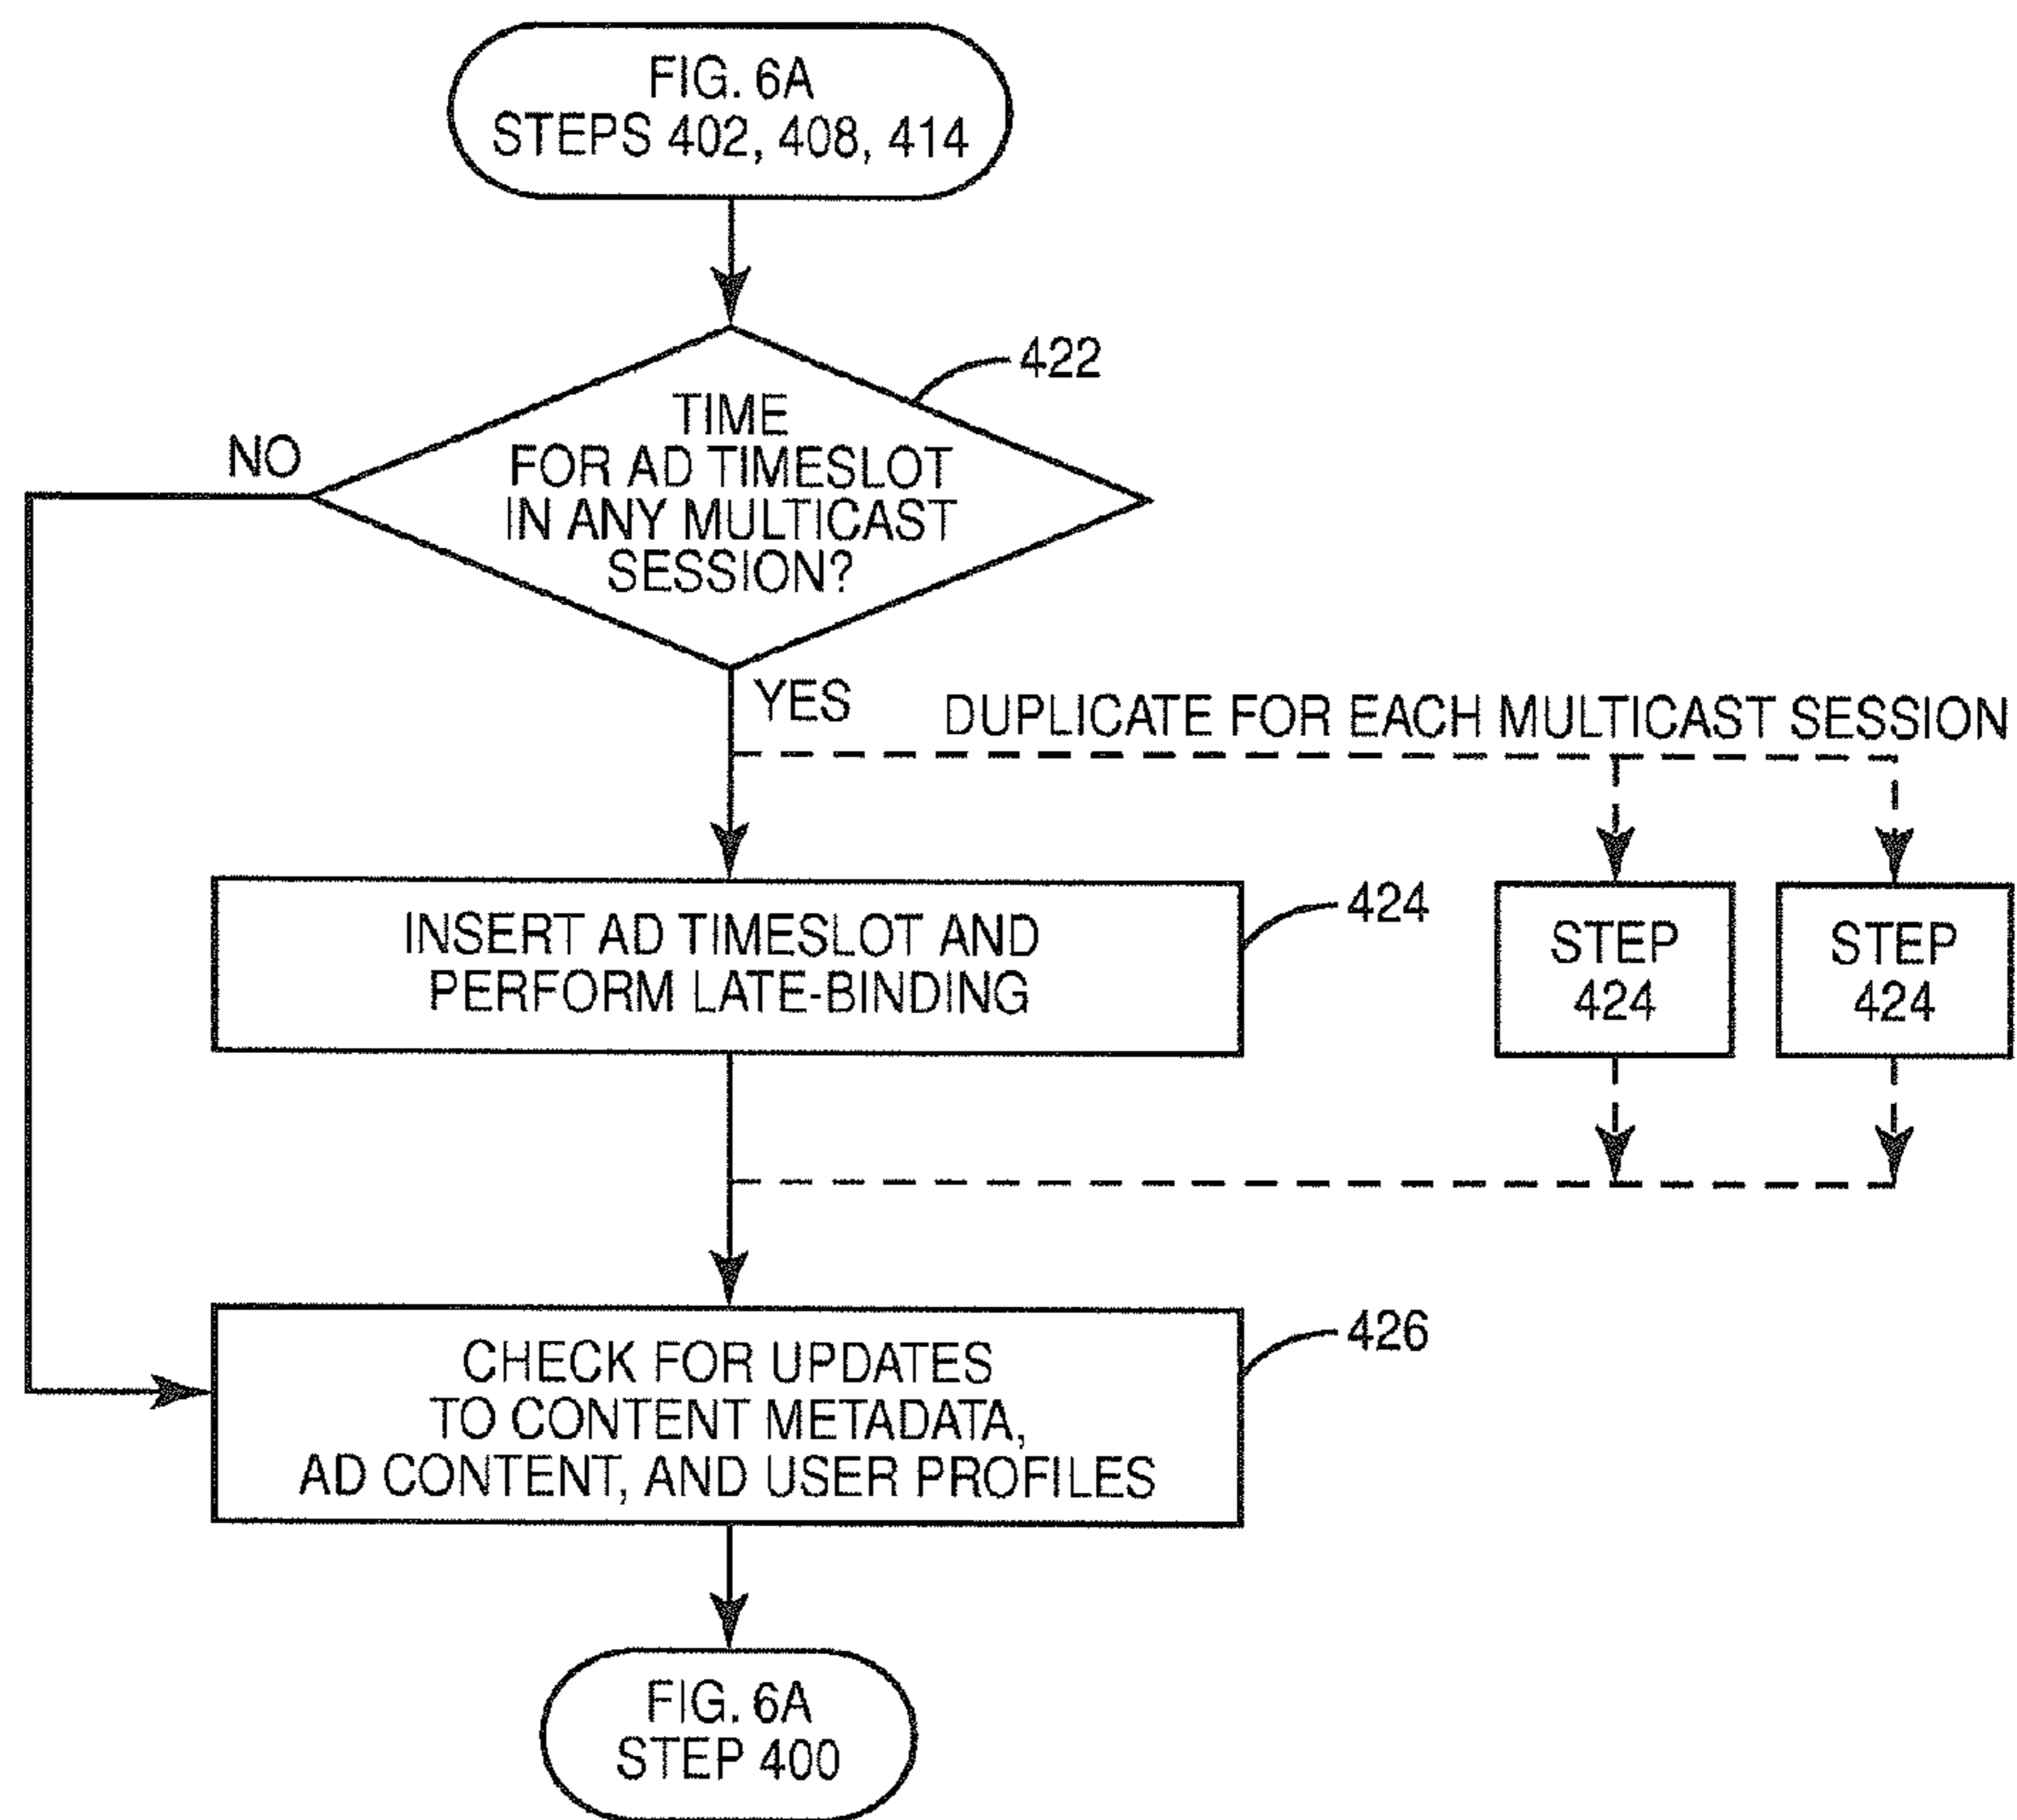 FIG. 6A
STEPS 402, 408, 414
422
TIME
FOR AD TIMESLOT
IN ANY MULTICAST
SESSION?
NO
YES
DUPLICATE FOR EACH MULTICAST SESSION
INSERT AD TIMESLOT AND
PERFORM LATE-BINDING
424
STEP
424
STEP
424
CHECK FOR UPDATES
TO CONTENT METADATA,
AD CONTENT, AND USER PROFILES
426
FIG. 6A
STEP 400